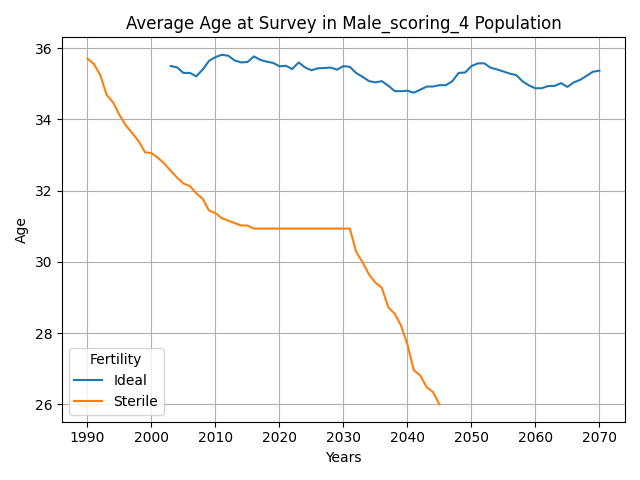 Average Age at Survey in Male_scoring_4 Population
Age
36
34
32
30
28
26
Fertility
Ideal
Sterile
1990 2000 2010 2020 2030 2040 2050 2060 2070
Years